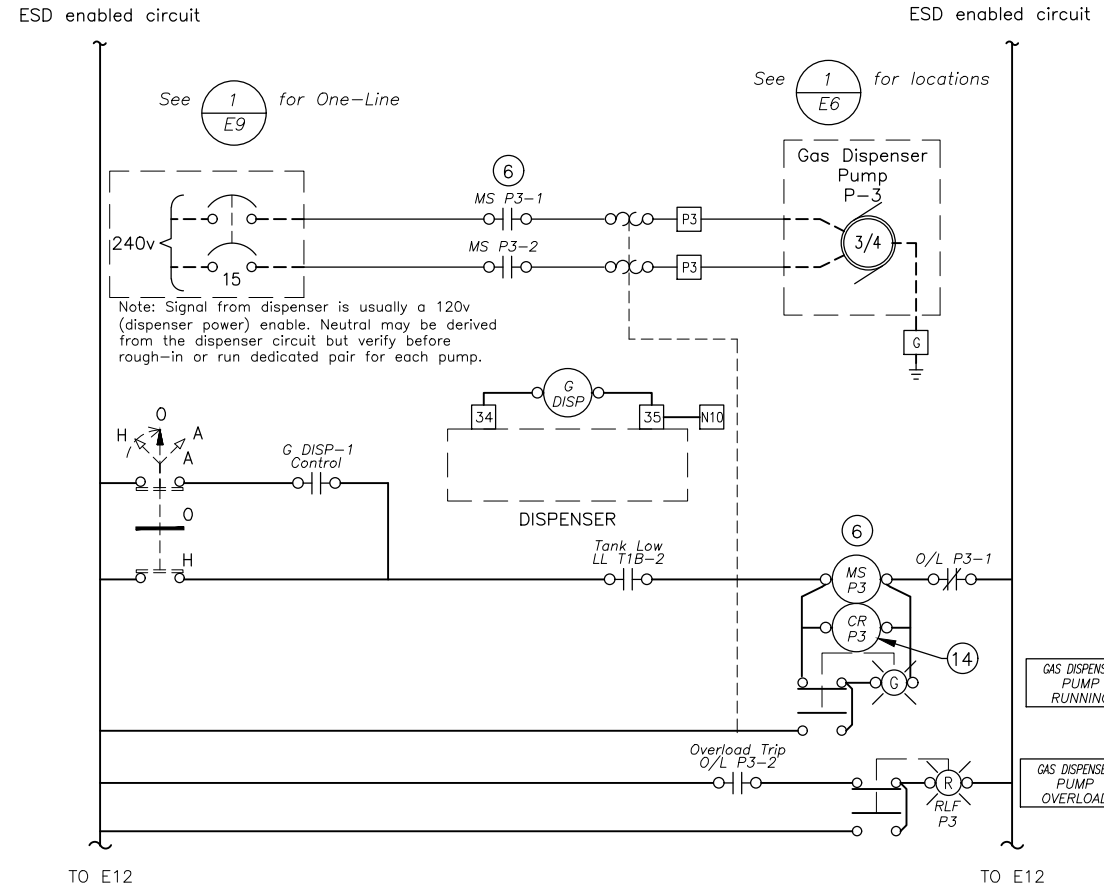 ESD enabled circuit
ESD enabled circuit
See 1 for One-Line
E9
See 1 for locations
E6
6
MS P3-1
Gas Dispenser
Pump
P-3
P3
240v
3/4
MS P3-2
P3
15
Note: Signal from dispenser is usually a 120v
(dispenser power) enable. Neutral may be derived
from the dispenser circuit but verify before
rough-in or run dedicated pair for each pump.
G
G
DISP
34
35
N10
O
H
A
A
G DISP-1
Control
O
DISPENSER
H
Tank Low
LL T1B-2
6
MS
P3
O/L P3-1
CR
P3
14
G
PUMP
Overload Trip
O/L P3-2
R
RLF
P3
PUMP
TO E12
TO E12